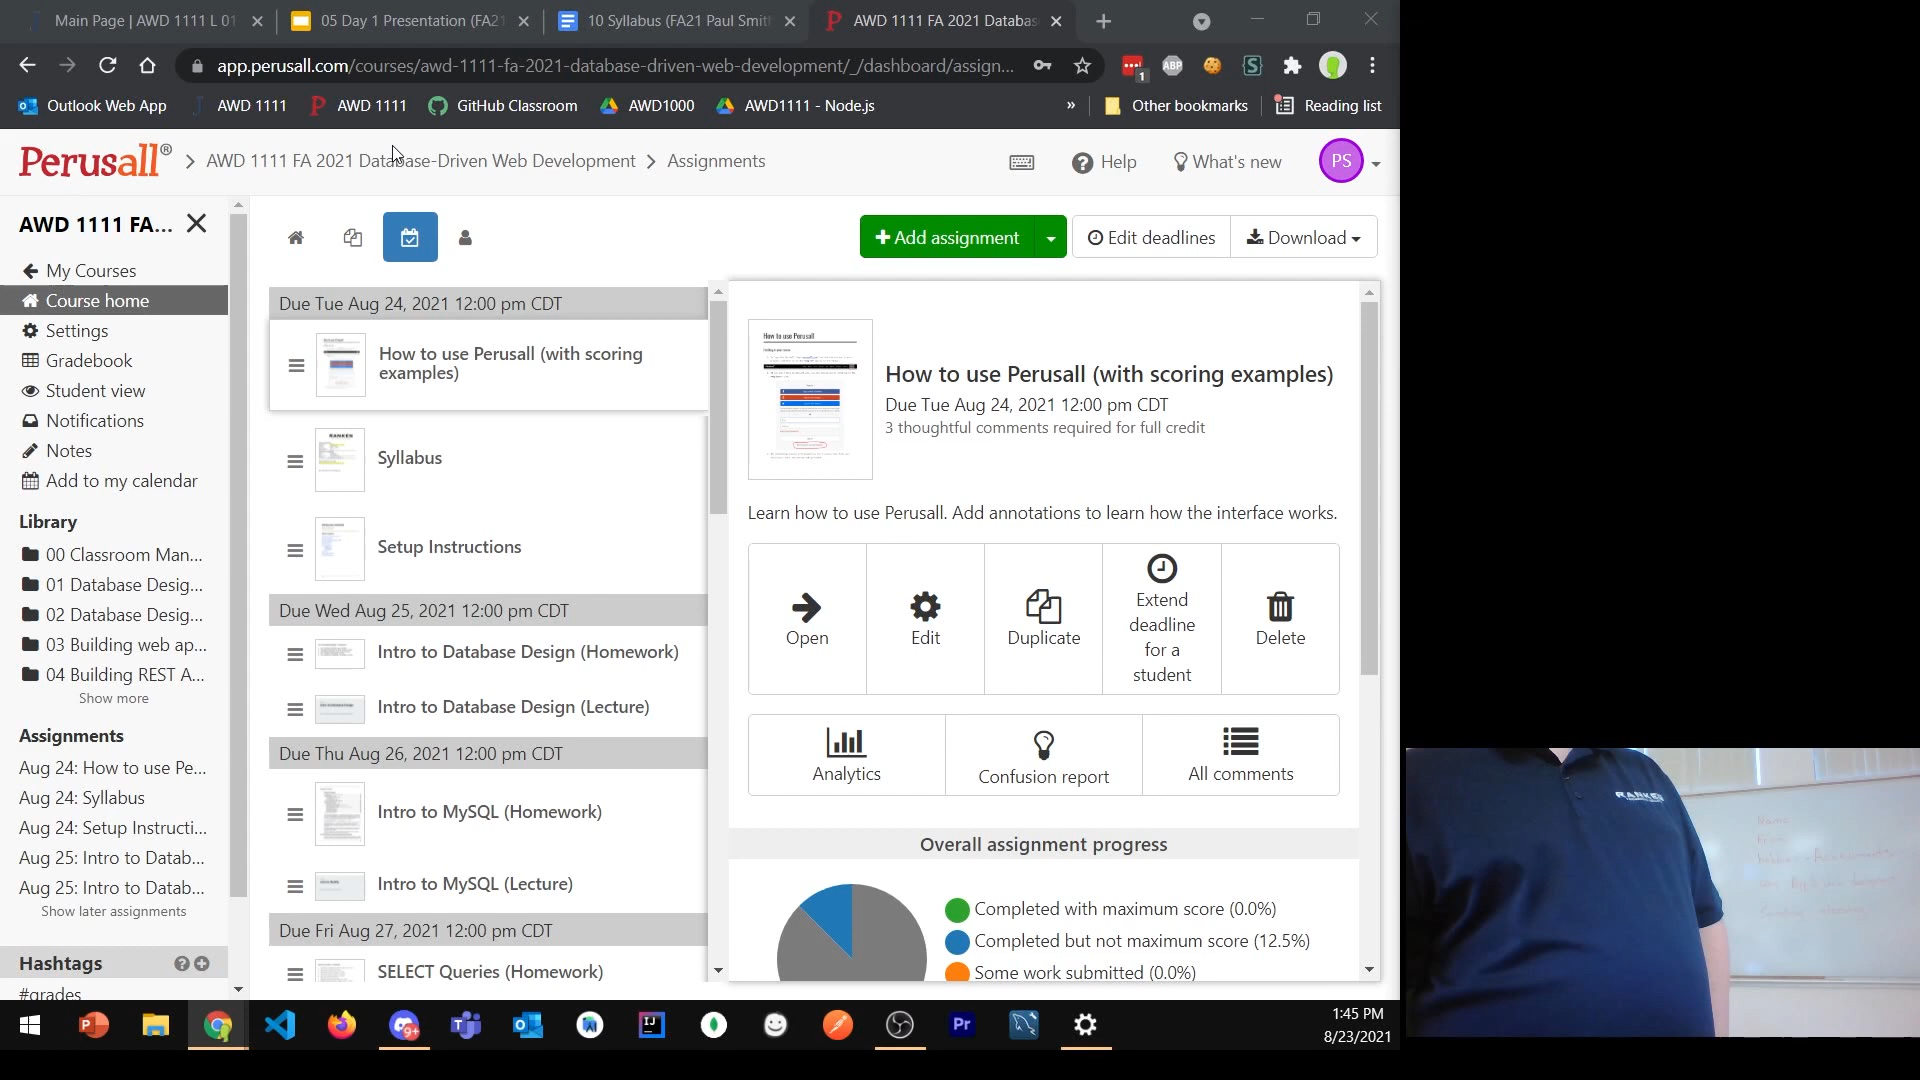 Main Page | AWD 1111 L 01
05 Day 1 Presentation (FA21
10 Syllabus (FA21 Paul Smit
AWD 1111 FA 2021 Databas
app.perusall.com/courses/awd-1111-fa-2021-database-driven-web-development/_/dashboard/assign...
1
ABP
Outlook Web App
AWD 1111
AWD 1111
GitHub Classroom
AWD1000
AWD1111 - Node.js
»
Other bookmarks
Reading list
Perusall®
AWD 1111 FA 2021 Database-Driven Web Development
Assignments
Help
What's new
PS
AWD 1111 FA...
My Courses
Course home
Settings
Gradebook
Student view
Notifications
Notes
Add to my calendar
Library
00 Classroom Man...
01 Database Desig...
02 Database Desig...
03 Building web ap...
04 Building REST A...
Show more
Assignments
Aug 24: How to use Pe...
Aug 24: Syllabus
Aug 24: Setup Instructi...
Aug 25: Intro to Datab...
Aug 25: Intro to Datab...
Show later assignments
Hashtags
#grades
Add assignment
Edit deadlines
Download
Due Tue Aug 24, 2021 12:00 pm CDT
How to use Perusall (with scoring
examples)
Syllabus
Setup Instructions
Due Wed Aug 25, 2021 12:00 pm CDT
Intro to Database Design (Homework)
Intro to Database Design (Lecture)
Due Thu Aug 26, 2021 12:00 pm CDT
Intro to MySQL (Homework)
Intro to MySQL (Lecture)
Due Fri Aug 27, 2021 12:00 pm CDT
SELECT Queries (Homework)
How to use Perusall
How to use Perusall (with scoring examples)
Due Tue Aug 24, 2021 12:00 pm CDT
3 thoughtful comments required for full credit
Learn how to use Perusall. Add annotations to learn how the interface works.
Open
Edit
Duplicate
Extend
deadline
for a
student
Delete
Analytics
Confusion report
All comments
Overall assignment progress
Completed with maximum score (0.0%)
Completed but not maximum score (12.5%)
Some work submitted (0.0%)
RANKEN
Name
9+
IJ
Pr
1:45 PM
8/23/2021